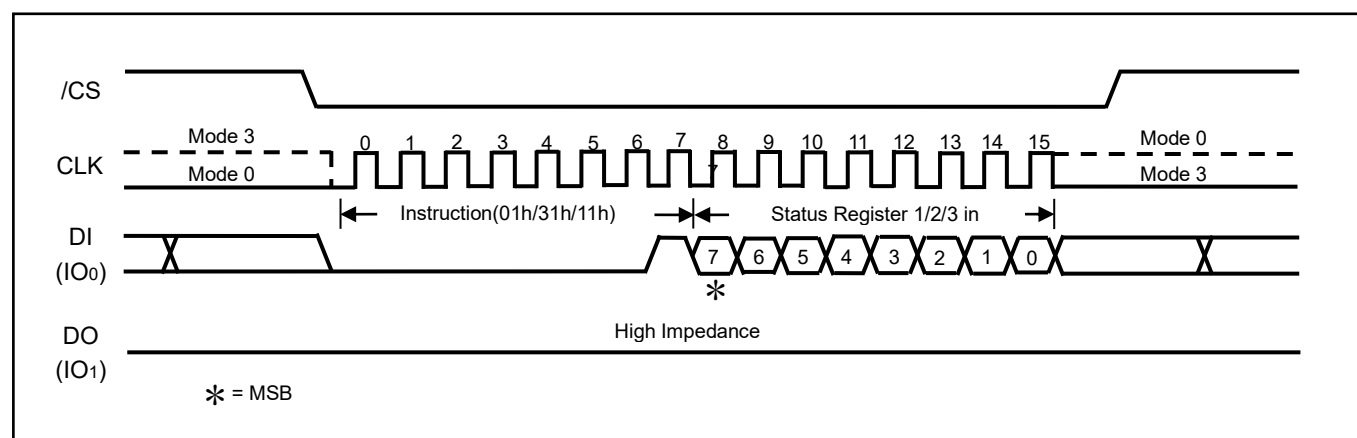 /CS
Mode 3
0 1 2 3 4 5 6 7 8 9 10 11 12 13 14 15
Mode 0
CLK
7
Mode 0
Mode 3
Instruction(01h/31h/11h)
Status Register 1/2/3 in
DI
(IO0)
7 6 5 4 3 2 1 0
*
High Impedance
DO
(IO1)
* = MSB